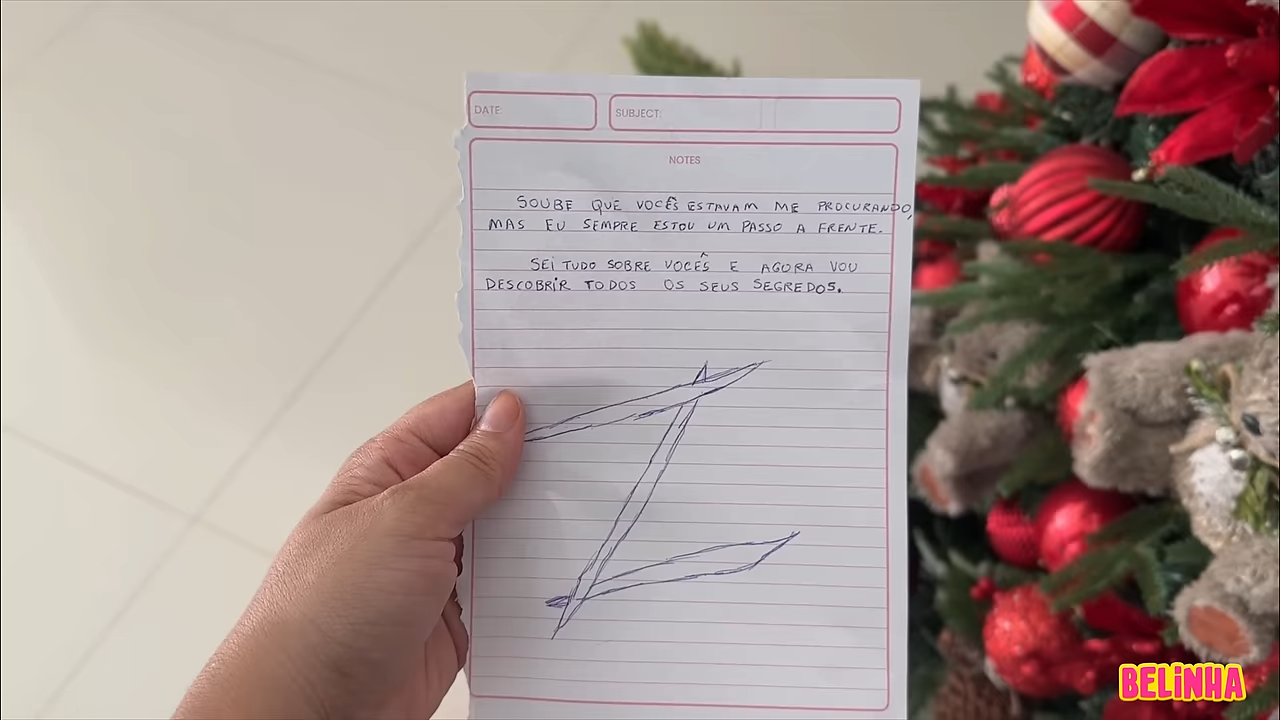 DATE:
SUBJECT:
NOTES
SOUBE QUE VOCÊS ESTAVAM ME PROCURANDO,
MAS EU SEMPRE ESTOU UM PASSO A FRENTE.
SEI TUDO SOBRE VOCÊS E AGORA VOU
DESCOBRIR TODOS OS SEUS SEGREDOS.
Z
BELINHA